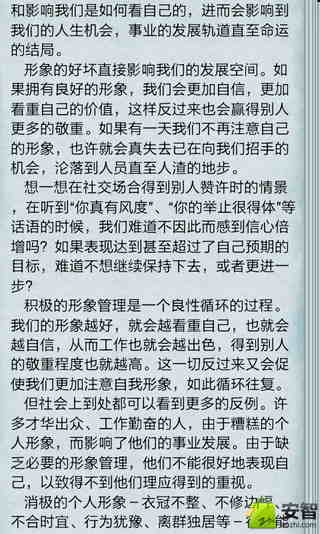 和影响我们是如何看自己的，进而会影响到
我们的人生机会，事业的发展轨道直至命运
的结局。
形象的好坏直接影响我们的发展空间。如
果拥有良好的形象，我们会更加自信，更加
看重自己的价值，这样反过来也会赢得别人
更多的敬重。如果有一天我们不再注意自己
的形象，也许就会真失去已在向我们招手的
机会，沦落到人员直至人渣的地步。
想一想在社交场合得到别人赞许时的情景
，在听到“你真有风度”、“你的举止很得体”等
话语的时候，我们难道不因此而感到信心倍
增吗？如果表现达到甚至超过了自己预期的
目标，难道不想继续保持下去，或者更进一
步？
积极的形象管理是一个良性循环的过程。
我们的形象越好，就会越看重自己，也就会
越自信，从而工作也就会越出色，得到别人
的敬重程度也就越高。这一切反过来又会促
使我们更加注意自我形象，如此循环往复。
但社会上到处都可以看到更多的反例。许
多才华出众、工作勤奋的人，由于糟糕的个
人形象，而影响了他们的事业发展。由于缺
乏必要的形象管理，他们不能很好地表现自
己，以致得不到他们理应得到的重视。
消极的个人形象－衣冠不整、不修边幅、
不合时宜、行为犹豫、离群独居等－往
安智